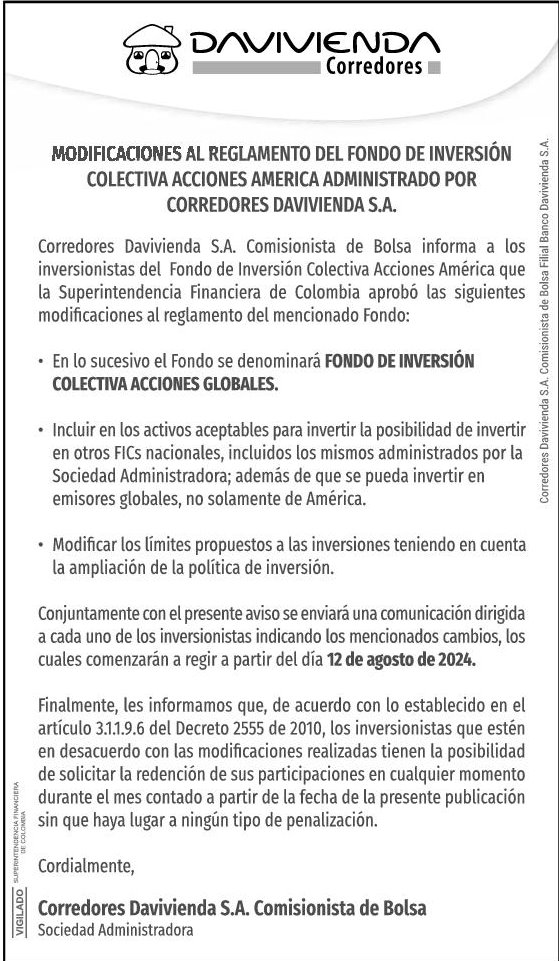 DAVIVIENDA
Corredores
MODIFICACIONES AL REGLAMENTO DEL FONDO DE INVERSIÓN
COLECTIVA ACCIONES AMERICA ADMINISTRADO POR
CORREDORES DAVIVIENDA S.A.
Corredores Davivienda S.A. Comisionista de Bolsa informa a los
inversionistas del Fondo de Inversión Colectiva Acciones América que
la Superintendencia Financiera de Colombia aprobó las siguientes
modificaciones al reglamento del mencionado Fondo:
• En lo sucesivo el Fondo se denominará FONDO DE INVERSIÓN
COLECTIVA ACCIONES GLOBALES.
• Incluir en los activos aceptables para invertir la posibilidad de invertir
en otros FICs nacionales, incluidos los mismos administrados por la
Sociedad Administradora; además de que se pueda invertir en
emisores globales, no solamente de América.
• Modificar los límites propuestos a las inversiones teniendo en cuenta
la ampliación de la política de inversión.
Conjuntamente con el presente aviso se enviará una comunicación dirigida
a cada uno de los inversionistas indicando los mencionados cambios, los
cuales comenzarán a regir a partir del día 12 de agosto de 2024.
Finalmente, les informamos que, de acuerdo con lo establecido en el
artículo 3.1.1.9.6 del Decreto 2555 de 2010, los inversionistas que estén
en desacuerdo con las modificaciones realizadas tienen la posibilidad
de solicitar la redención de sus participaciones en cualquier momento
durante el mes contado a partir de la fecha de la presente publicación
sin que haya lugar a ningún tipo de penalización.
Cordialmente,
Corredores Davivienda S.A. Comisionista de Bolsa
Sociedad Administradora
Corredores Davivienda S.A. Comisionista de Bolsa Filial Banco Davivienda S.A.
VIGILADO
SUPERINTENDENCIA FINANCIERA
DE COLOMBIA